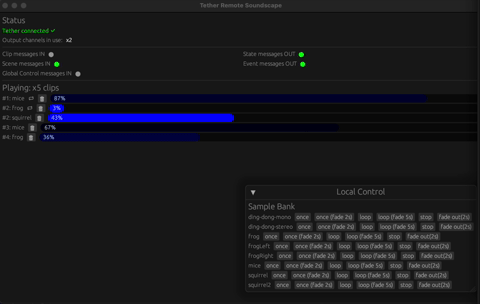 Tether Remote Soundscape
Status
Tether connected ✓
Output channels in use: x2
Clip messages IN
State messages OUT
Scene messages IN
Event messages OUT
Global Control messages IN
Playing: x5 clips
#1: mice 87%
#2: frog 3%
#2: squirrel 43%
#3: mice 67%
#4: frog 36%
Local Control
Sample Bank
ding-dong-mono once once (fade 2s) loop loop (fade 5s) stop fade out(2s)
ding-dong-stereo once once (fade 2s) loop loop (fade 5s) stop fade out(2s)
frog once once (fade 2s) loop loop (fade 5s) stop fade out(2s)
frogLeft once once (fade 2s) loop loop (fade 5s) stop fade out(2s)
frogRight once once (fade 2s) loop loop (fade 5s) stop fade out(2s)
mice once once (fade 2s) loop loop (fade 5s) stop fade out(2s)
squirrel once once (fade 2s) loop loop (fade 5s) stop fade out(2s)
squirrel2 once once (fade 2s) loop loop (fade 5s) stop fade out(2s)